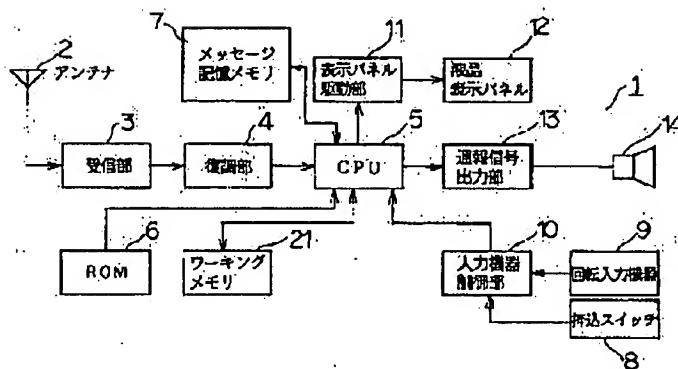 7
メッセージ
記憶メモリ
11
表示パネル
駆動部
12
液晶
表示パネル
2
アンテナ
1
3
受信部
4
復調部
5
CPU
13
通報信号
出力部
14
6
ROM
21
ワーキング
メモリ
10
入力機器
制御部
9
回転入力機器
押込スイッチ
8